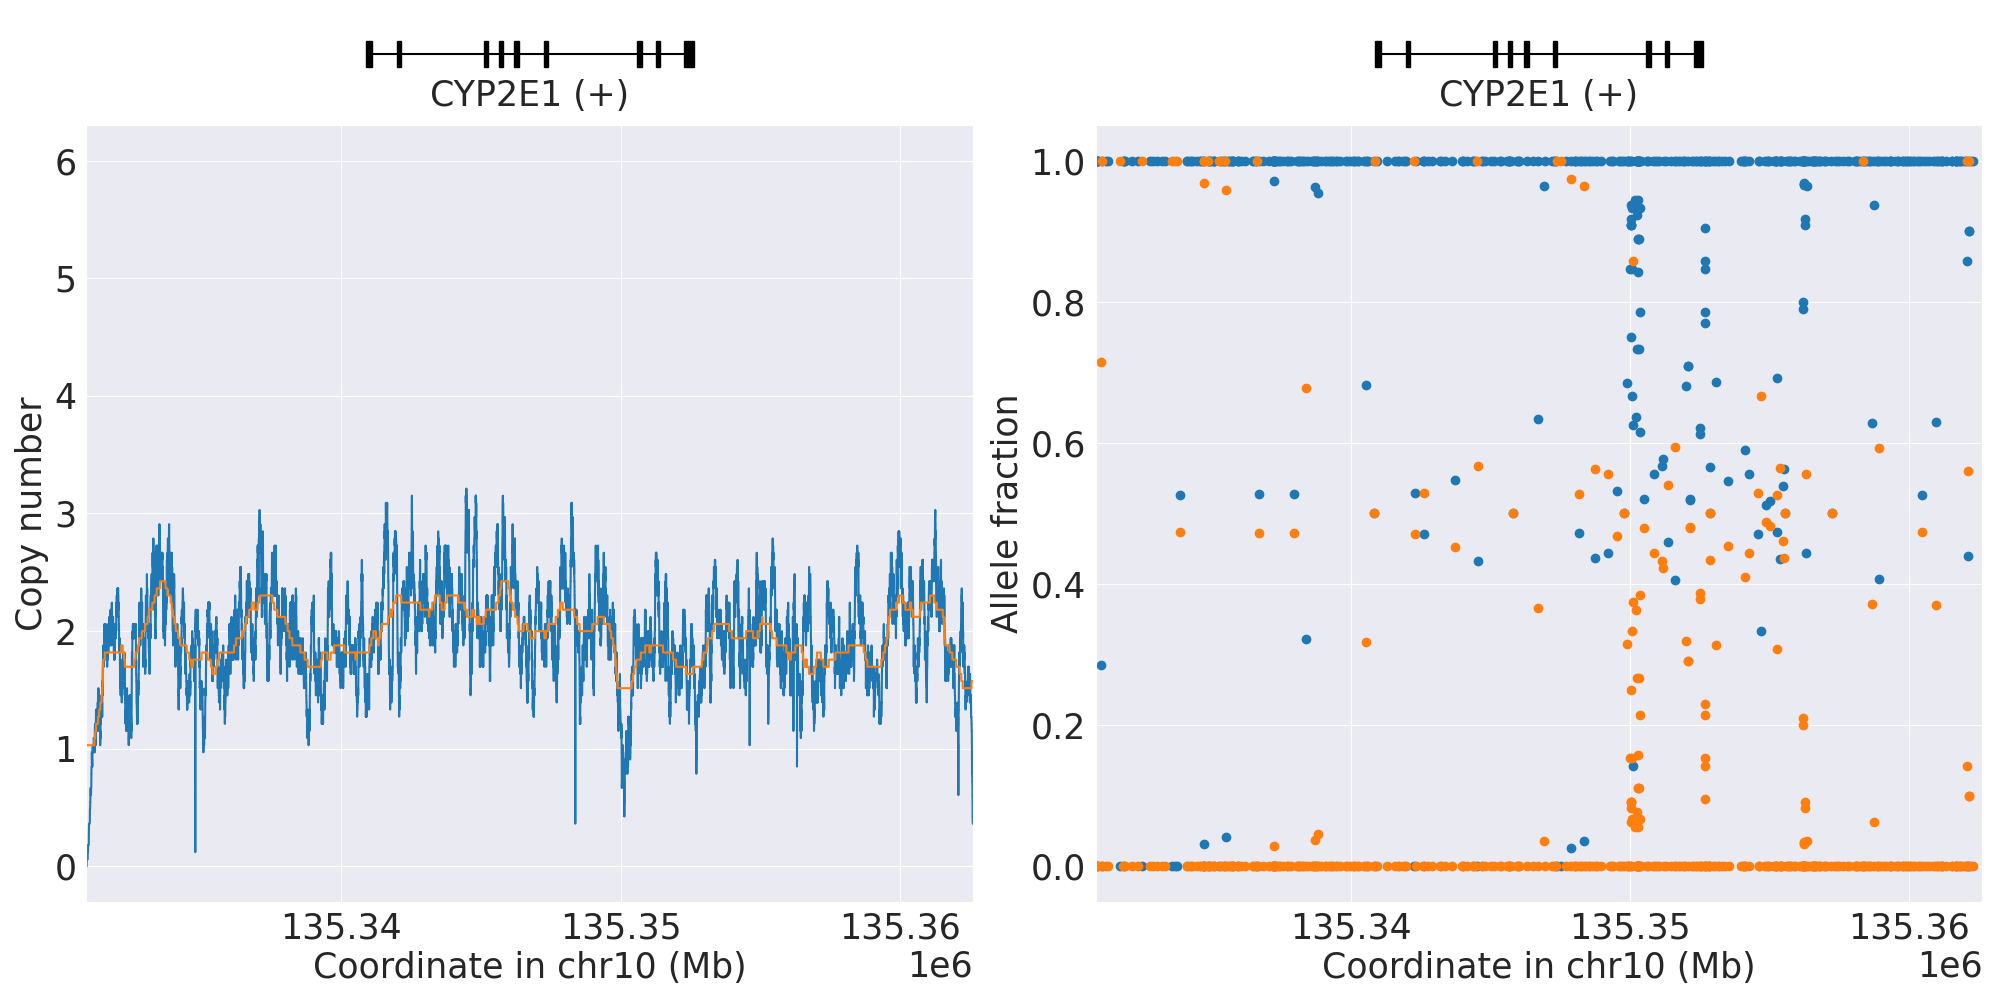 CYP2E1 (+)
6
5
4
3
2
1
0
Copy number
135.34 135.35 135.36
Coordinate in chr10 (Mb) 1e6
CYP2E1 (+)
1.0
0.8
0.6
0.4
0.2
0.0
Allele fraction
135.34 135.35 135.36
Coordinate in chr10 (Mb) 1e6